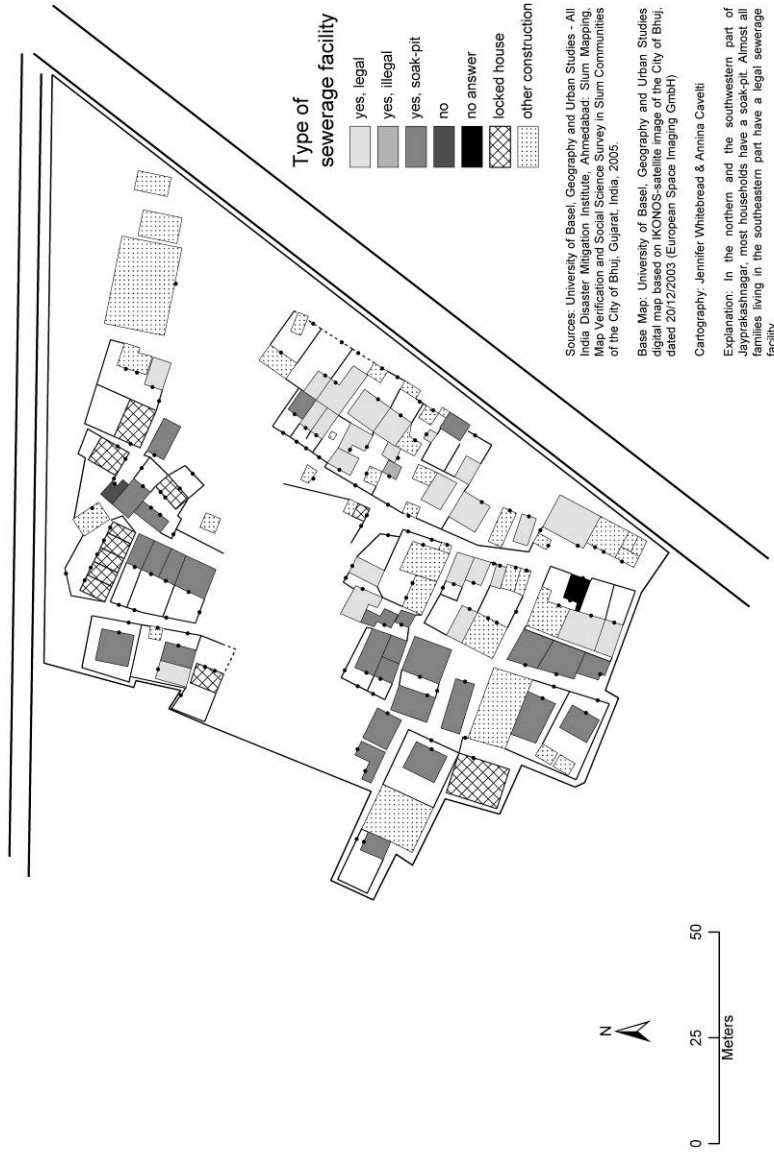 Type of
sewerage facility
yes, legal
yes, illegal
yes, soak-pit
no
no answer
locked house
other construction
Sources: University of Basel, Geography and Urban Studies - All
India Disaster Mitigation Institute, Ahmedabad: Slum Mapping,
Map Verification and Social Science Survey in Slum Communities
of the City of Bhuj, Gujarat, India, 2005.
Base Map: University of Basel, Geography and Urban Studies
digital map based on IKONOS-satellite image of the City of Bhuj,
dated 20/12/2003 (European Space Imaging GmbH)
Cartography: Jennifer Whitebread & Annina Cavelti
Explanation: In the northern and the southwestern part of
Jayprakashnagar, most households have a soak-pit. Almost all
families living in the southeastern part have a legal sewerage
facility
N
0 25 50
Meters